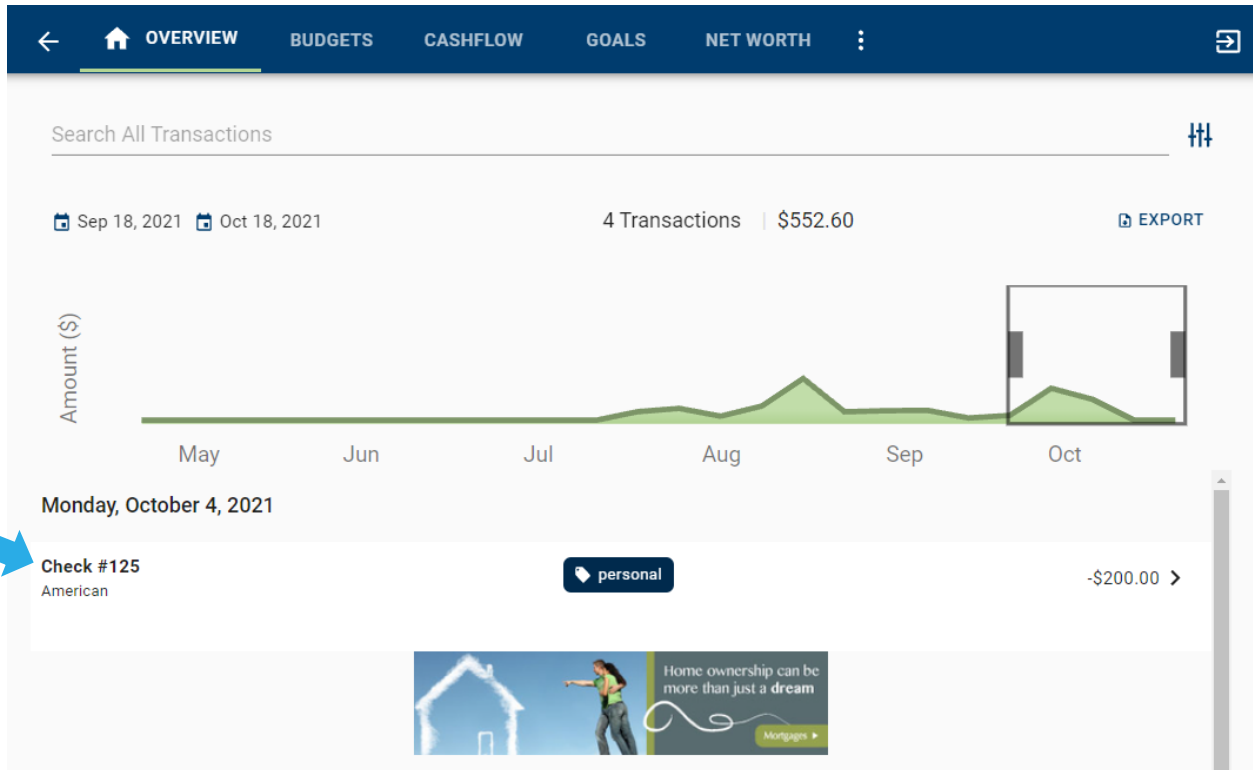 OVERVIEW BUDGETS CASHFLOW GOALS NET WORTH
Search All Transactions
Sep 18, 2021 Oct 18, 2021 4 Transactions $552.60 EXPORT
Amount ($)
May Jun Jul Aug Sep Oct
Monday, October 4, 2021
Check #125
American
personal
-$200.00
Home ownership can be
more than just a dream
Mortgages